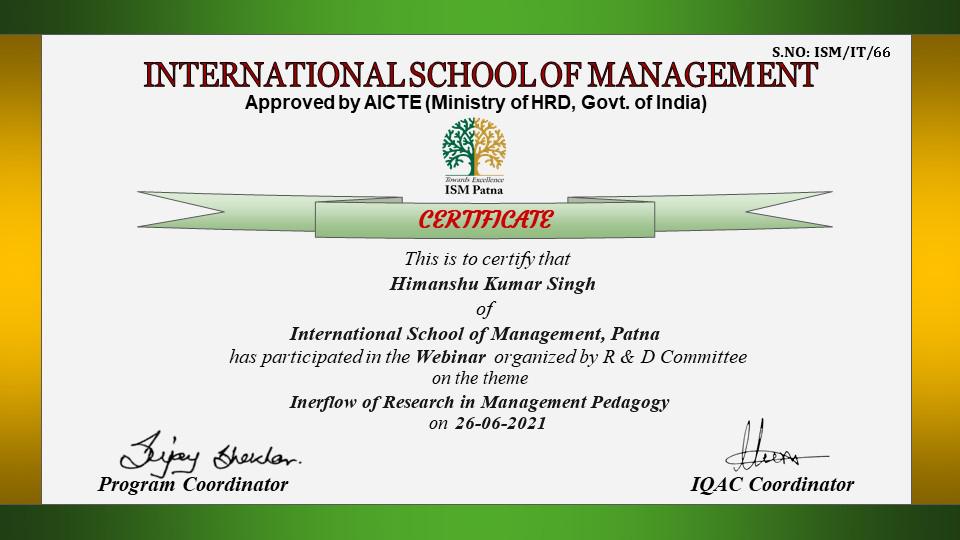 S.NO: ISM/IT/66
INTERNATIONAL SCHOOL OF MANAGEMENT
Approved by AICTE (Ministry of HRD, Govt. of India)
Towards Excellence
ISM Patna
CERTIFICATE
This is to certify that
Himanshu Kumar Singh
of
International School of Management, Patna
has participated in the Webinar organized by R & D Committee
on the theme
Inerflow of Research in Management Pedagogy
on 26-06-2021
Program Coordinator IQAC Coordinator